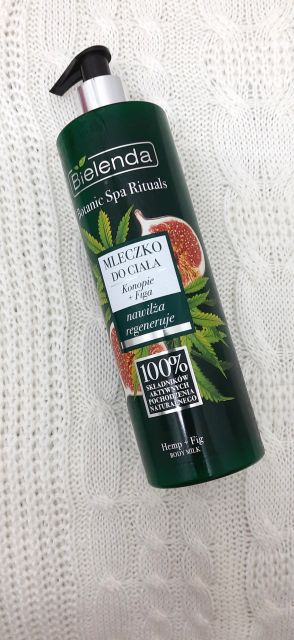 Bielenda
Botanic Spa Rituals
MLECZKO
DO CIAŁA
Konopie
+ Figa
nawilża
regeneruje
100%
SKŁADNIKÓW
AKTYWNYCH
POCHODZENIA
NATURALNEGO
Hemp + Fig
BODY MILK